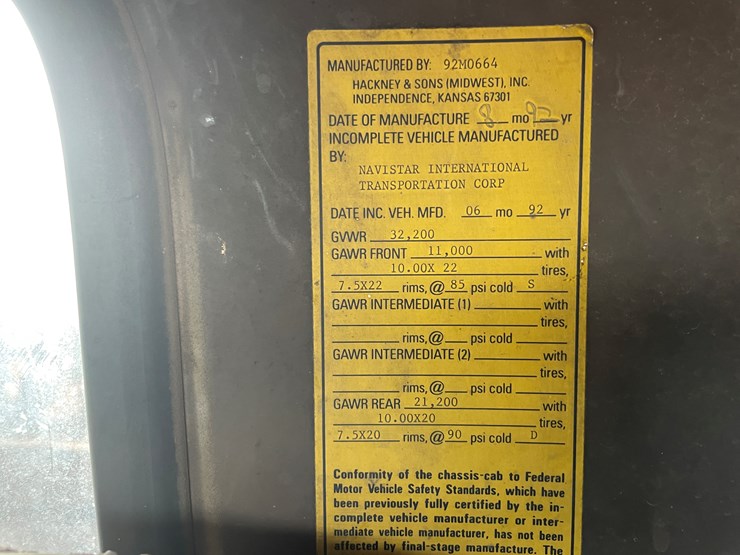 MANUFACTURED BY: 92M0664
HACKNEY & SONS (MIDWEST), INC.
INDEPENDENCE, KANSAS 67301
DATE OF MANUFACTURE 8 mo 92 yr
INCOMPLETE VEHICLE MANUFACTURED
BY:
NAVISTAR INTERNATIONAL
TRANSPORTATION CORP
DATE INC. VEH. MFD. 06 mo 92 yr
GVWR 32,200
GAWR FRONT 11,000 with
10.00X 22 tires,
7.5X22 rims, @ 85 psi cold S
GAWR INTERMEDIATE (1) with
tires,
rims, @ psi cold
GAWR INTERMEDIATE (2) with
tires,
rims, @ psi cold
GAWR REAR 21,200 with
10.00X20 tires,
7.5X20 rims, @ 90 psi cold D
Conformity of the chassis-cab to Federal
Motor Vehicle Safety Standards, which have
been previously fully certified by the in-
complete vehicle manufacturer or inter-
mediate vehicle manufacturer, has not been
affected by final-stage manufacture. The